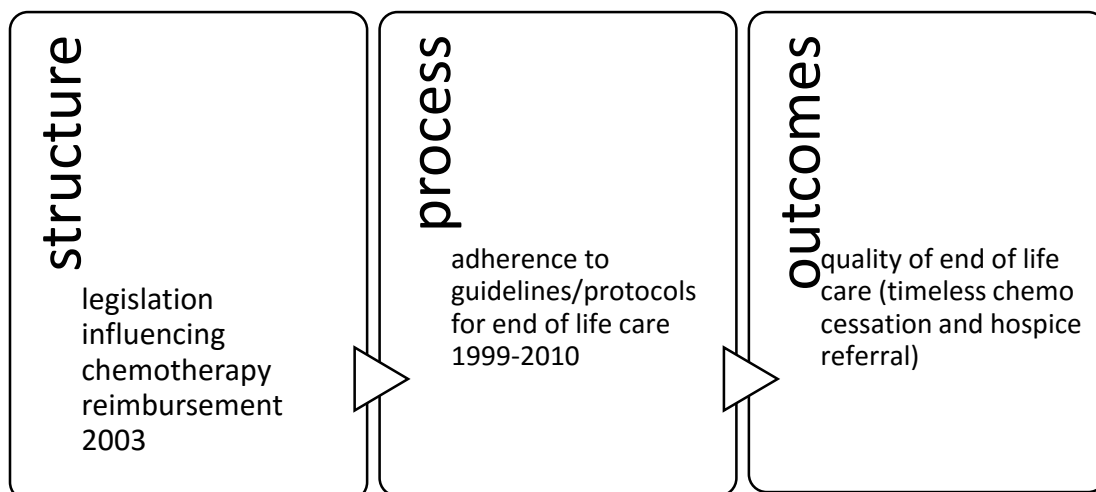 structure
legislation
influencing
chemotherapy
reimbursement
2003
process
adherence to
guidelines/protocols
for end of life care
1999-2010
outcomes
quality of end of life
care (timeless chemo
cessation and hospice
referral)